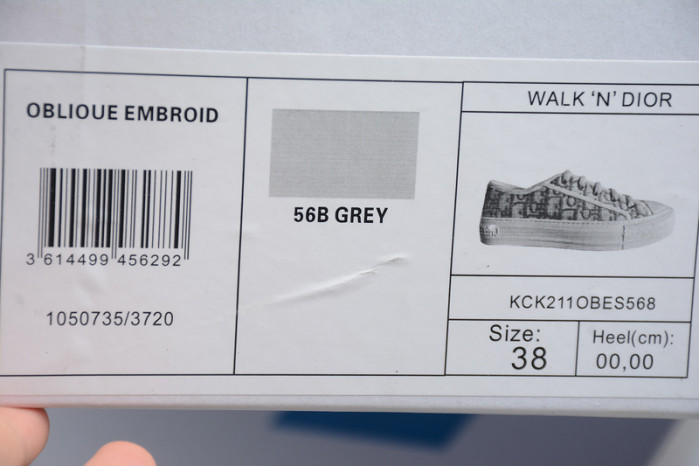 OBLIOUE EMBROID
3 614499 456292
1050735/3720
56B GREY
WALK ‘N’ DIOR
KCK211OBES568
Size:
38
Heel(cm):
00,00